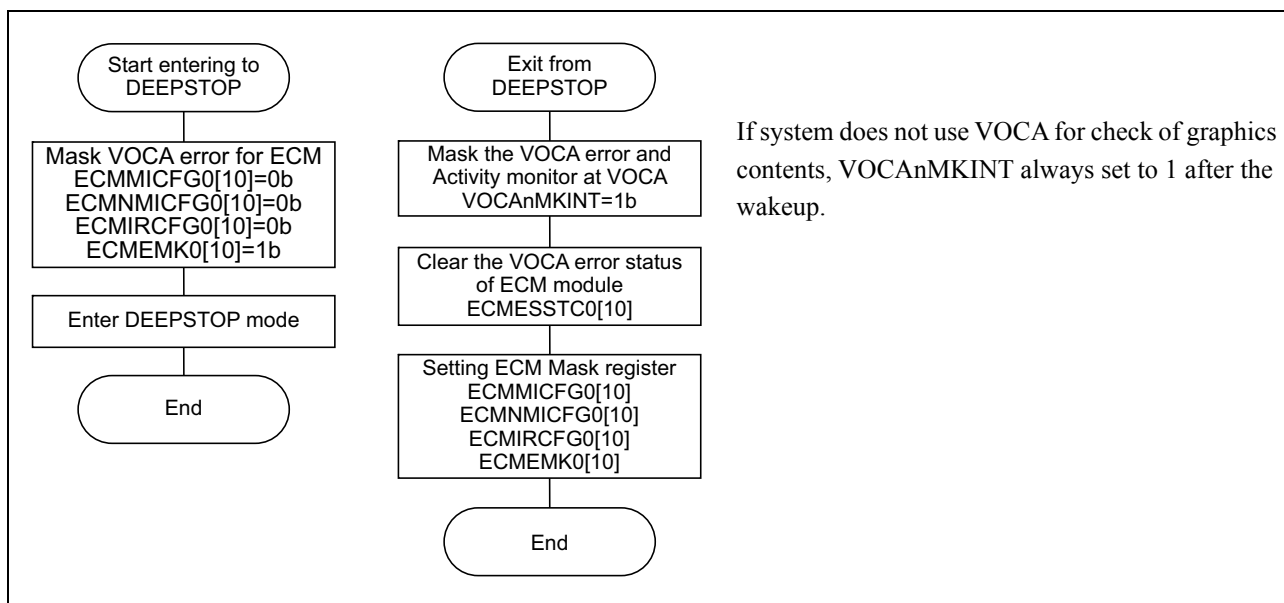 Start entering to
DEEPSTOP
Mask VOCA error for ECM
ECMMICFG0[10]=0b
ECMNMICFG0[10]=0b
ECMIRCFG0[10]=0b
ECMEMK0[10]=1b
Enter DEEPSTOP mode
End
Exit from
DEEPSTOP
Mask the VOCA error and
Activity monitor at VOCA
VOCAnMKINT=1b
Clear the VOCA error status
of ECM module
ECMESSTC0[10]
Setting ECM Mask register
ECMMICFG0[10]
ECMNMICFG0[10]
ECMIRCFG0[10]
ECMEMK0[10]
End
If system does not use VOCA for check of graphics
contents, VOCAnMKINT always set to 1 after the
wakeup.